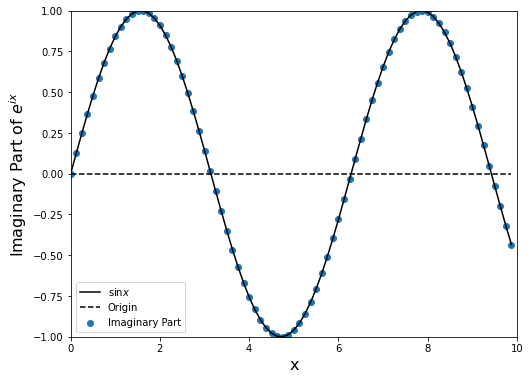 Imaginary Part of e^{ix}
1.00
0.75
0.50
0.25
0.00
−0.25
−0.50
−0.75
−1.00
sin x
Origin
Imaginary Part
0 2 4 6 8 10
x